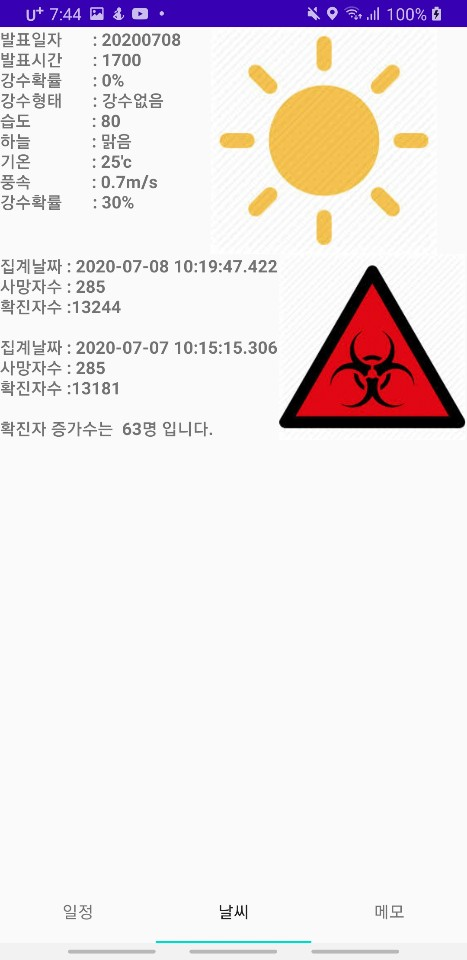 U+ 7:44 100%
발표일자 : 20200708
발표시간 : 1700
강수확률 : 0%
강수형태 : 강수없음
습도 : 80
하늘 : 맑음
기온 : 25'c
풍속 : 0.7m/s
강수확률 : 30%
집계날짜 : 2020-07-08 10:19:47.422
사망자수 : 285
확진자수 :13244
집계날짜 : 2020-07-07 10:15:15.306
사망자수 : 285
확진자수 :13181
확진자 증가수는 63명 입니다.
일정 날씨 메모